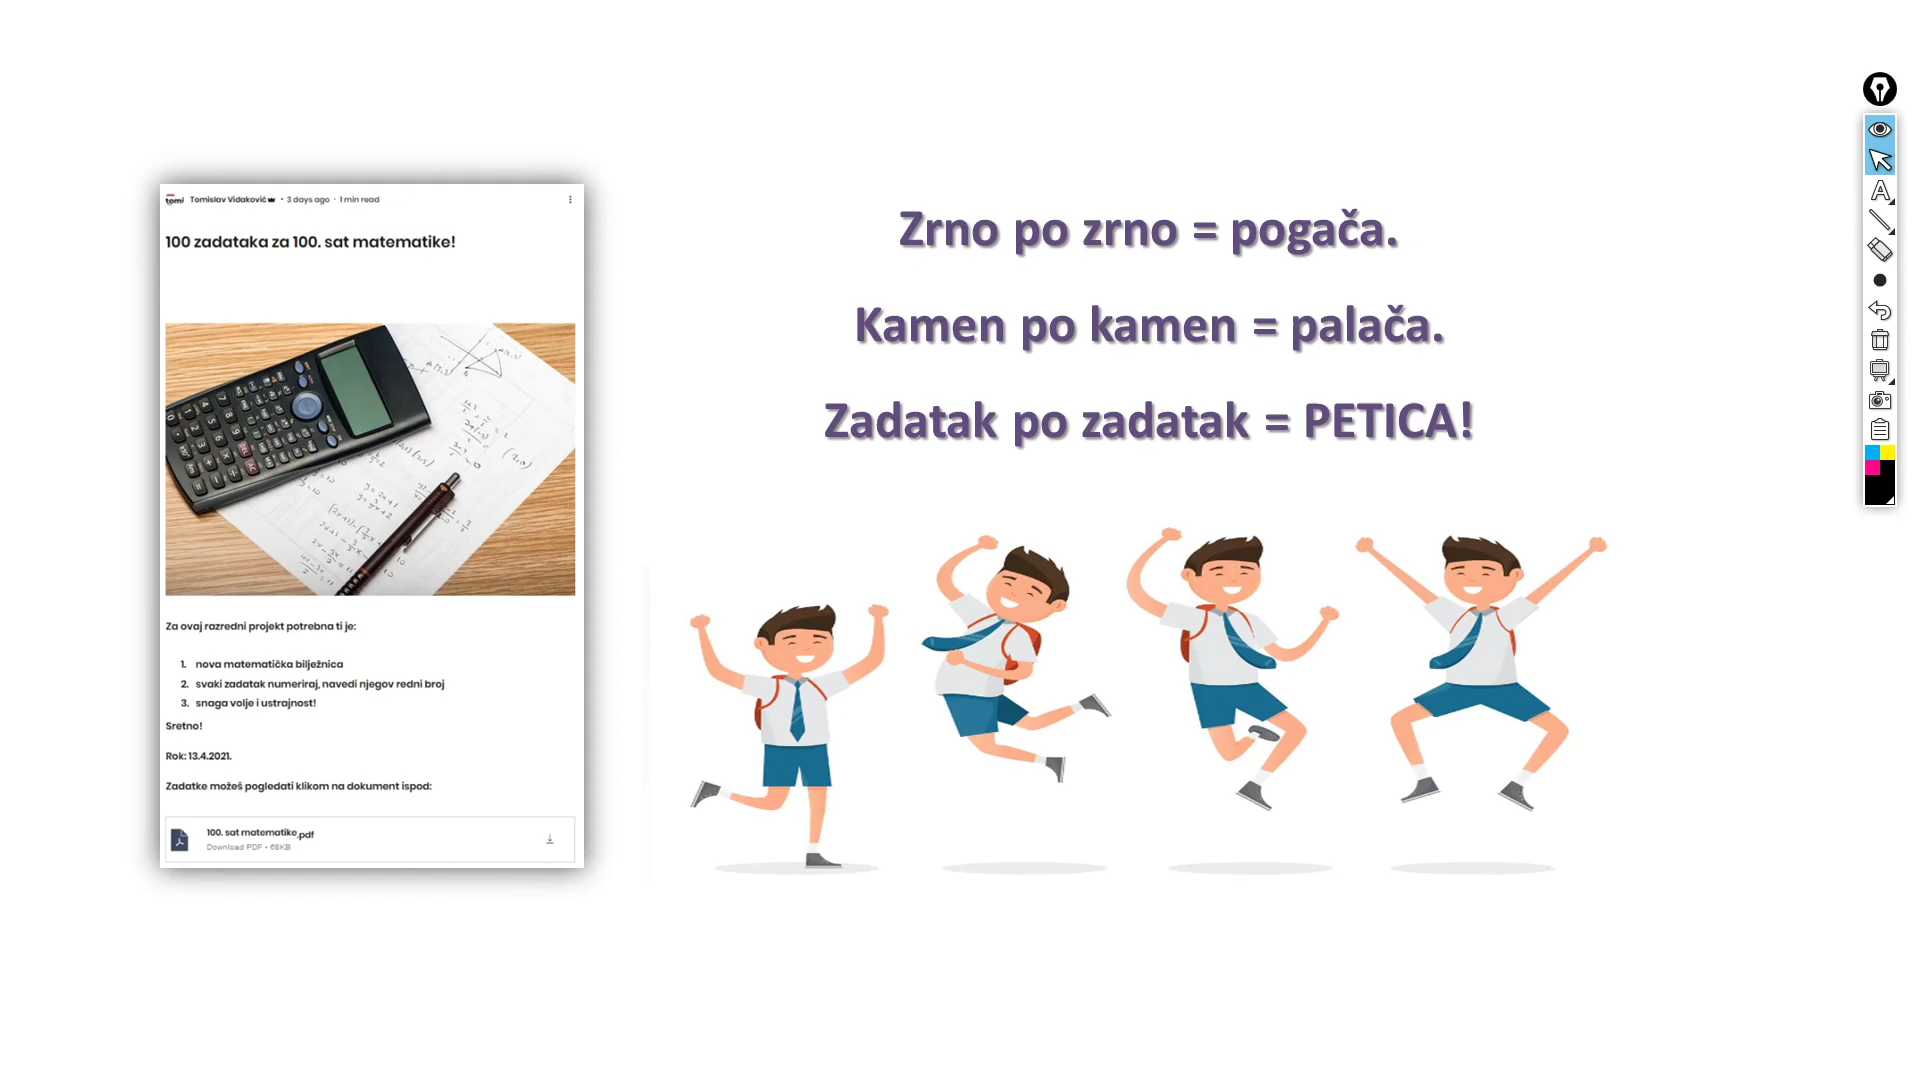 tomi Tomislav Vidaković • 3 days ago · 1 min read
100 zadataka za 100. sat matematike!
Za ovaj razredni projekt potrebna ti je:
1. nova matematička bilježnica
2. svaki zadatak numeriraj, navedi njegov redni broj
3. snaga volje i ustrajnost!
Sretno!
Rok: 13.4.2021.
Zadatke možeš pogledati klikom na dokument ispod:
100. sat matematike.pdf
Download PDF • 68KB
Zrno po zrno = pogača.
Kamen po kamen = palača.
Zadatak po zadatak = PETICA!